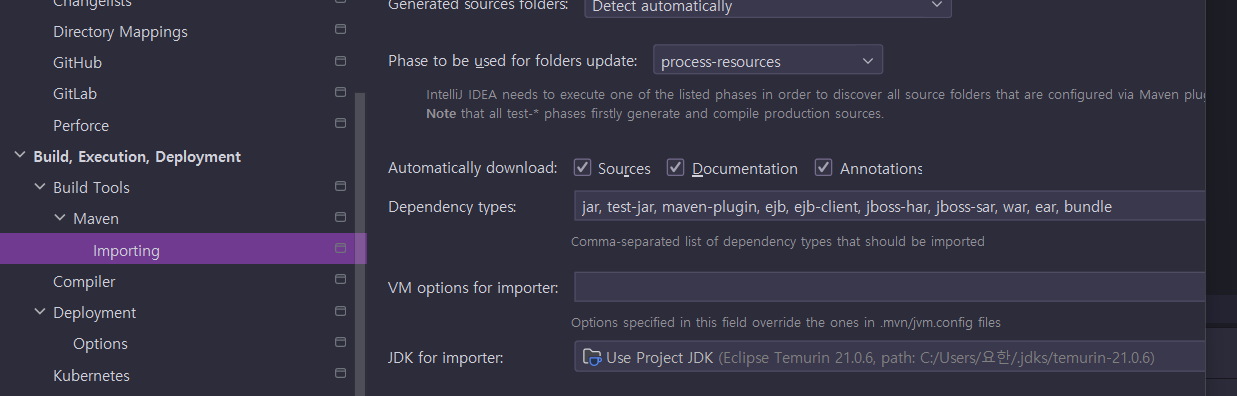 Changelists
Directory Mappings
GitHub
GitLab
Perforce
Build, Execution, Deployment
Build Tools
Maven
Importing
Compiler
Deployment
Options
Kubernetes
Generated sources folders: Detect automatically
Phase to be used for folders update: process-resources
IntelliJ IDEA needs to execute one of the listed phases in order to discover all source folders that are configured via Maven plug
Note that all test-* phases firstly generate and compile production sources.
Automatically download: Sources Documentation Annotations
Dependency types: jar, test-jar, maven-plugin, ejb, ejb-client, jboss-har, jboss-sar, war, ear, bundle
Comma-separated list of dependency types that should be imported
VM options for importer:
Options specified in this field override the ones in .mvn/jvm.config files
JDK for importer: Use Project JDK (Eclipse Temurin 21.0.6, path: C:/Users/요한/.jdks/temurin-21.0.6)